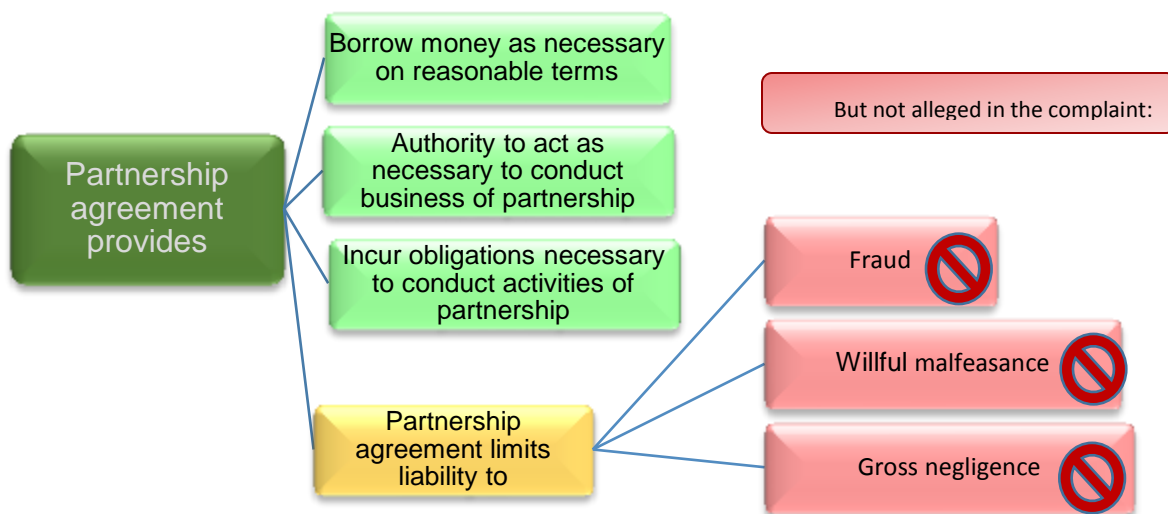 Partnership
agreement
provides
Borrow money as necessary
on reasonable terms
Authority to act as
necessary to conduct
business of partnership
Incur obligations necessary
to conduct activities of
partnership
Partnership
agreement limits
liability to
But not alleged in the complaint:
Fraud
Willful malfeasance
Gross negligence